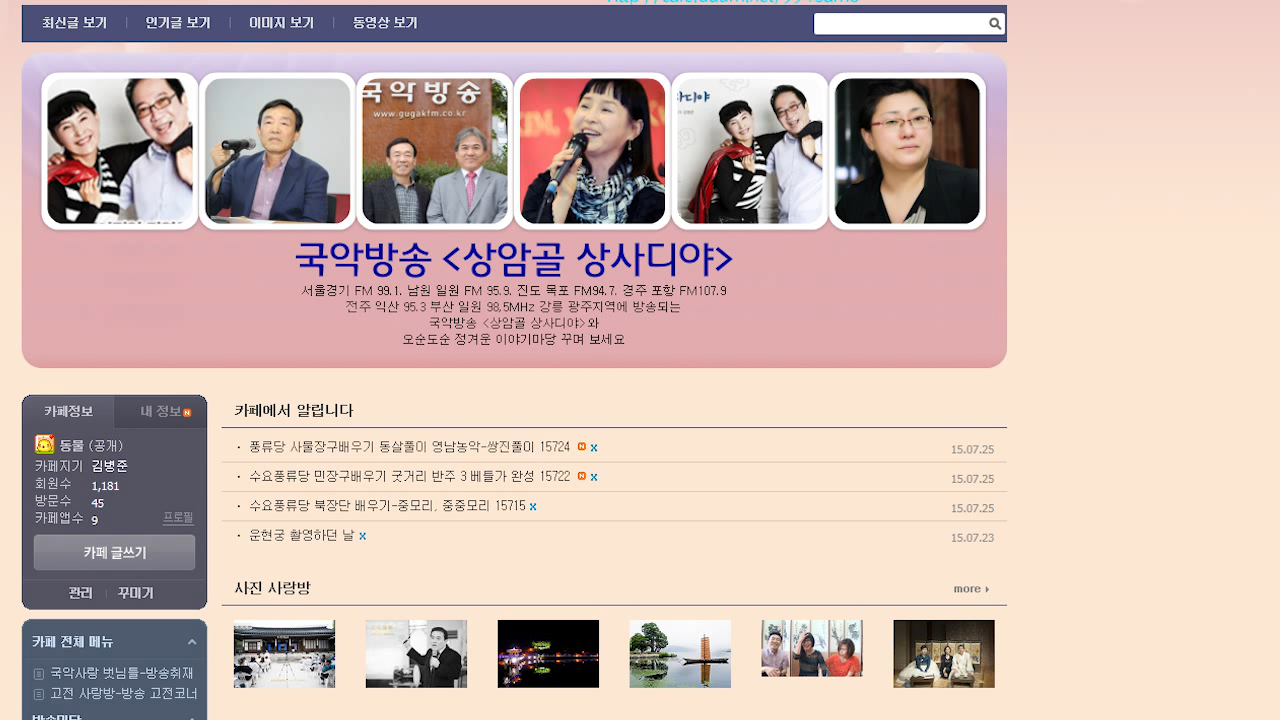 최신글 보기
인기글 보기
이미지 보기
동영상 보기
국악방송
www.gugakfm.co.kr
국악방송 <상암골 상사디야>
서울경기 FM 99.1. 남원 일원 FM 95.9. 진도 목포 FM94.7. 경주 포항 FM107.9
전주 익산 95.3 부산 일원 98,5MHz 강릉 광주지역에 방송되는
국악방송 <상암골 상사디야>와
오순도순 정겨운 이야기마당 꾸며 보세요
카페정보
내 정보 N
동물 (공개)
카페지기 김병준
회원수 1,181
방문수 45
카페앱수 9
프로필
카페 글쓰기
관리
꾸미기
카페 전체 메뉴
국악사랑 벗님들-방송취재
고전 사랑방-방송 고전코너
방송마당
카페에서 알립니다
풍류당 사물장구배우기 동살풀이 영남농악-쌍진풀이 15724 N
15.07.25
수요풍류당 민장구배우기 굿거리 반주 3 베틀가 완성 15722 N
15.07.25
수요풍류당 북장단 배우기-중모리, 중중모리 15715
15.07.25
운현궁 촬영하던 날
15.07.23
사진 사랑방
more